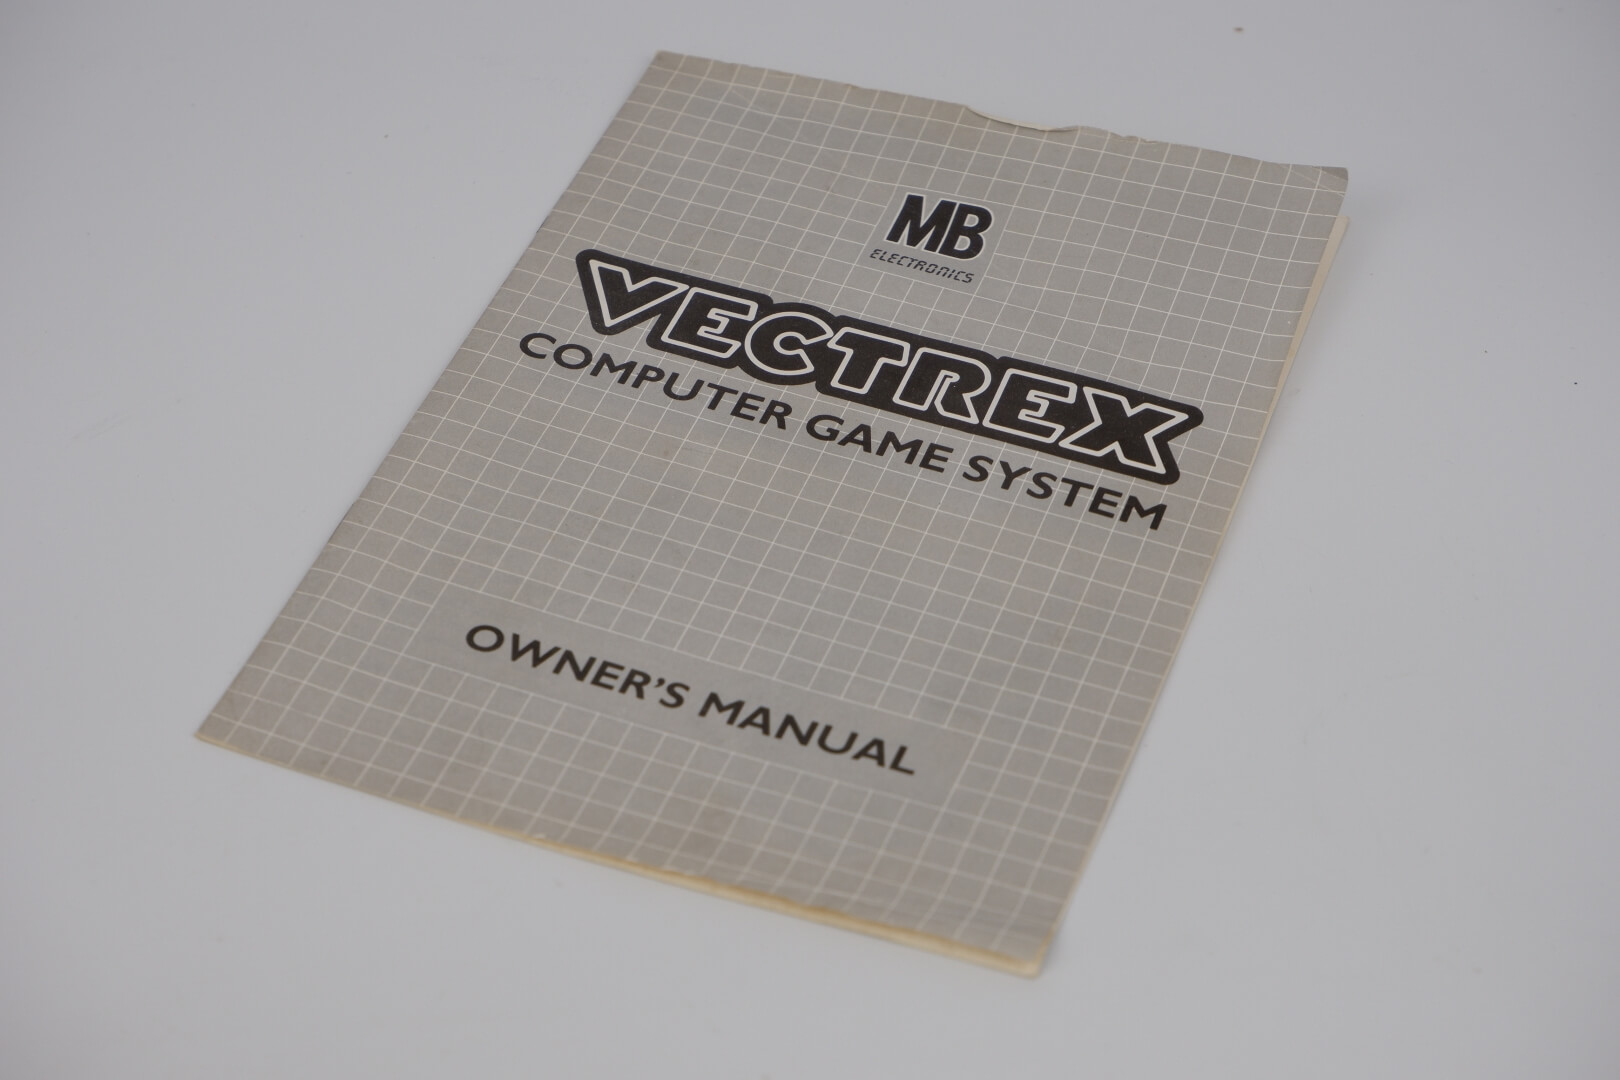 MB
ELECTRONICS
VECTREX
COMPUTER GAME SYSTEM
OWNER'S MANUAL